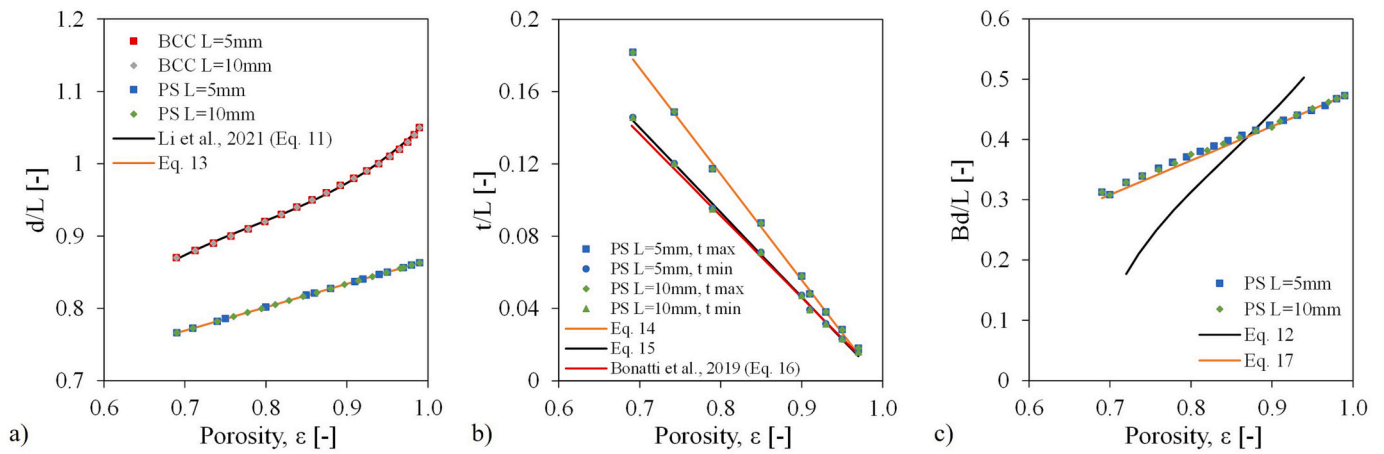 1.2
1.1
1
0.9
0.8
0.7
d/L [-]
BCC L=5mm
BCC L=10mm
PS L=5mm
PS L=10mm
Li et al., 2021 (Eq. 11)
Eq. 13
0.6 0.7 0.8 0.9 1.0
Porosity, ε [-]
a)
0.2
0.16
0.12
0.08
0.04
0
t/L [-]
PS L=5mm, t max
PS L=5mm, t min
PS L=10mm, t max
PS L=10mm, t min
Eq. 14
Eq. 15
Bonatti et al., 2019 (Eq. 16)
0.6 0.7 0.8 0.9 1.0
Porosity, ε [-]
b)
0.6
0.5
0.4
0.3
0.2
0.1
0
Bd/L [-]
PS L=5mm
PS L=10mm
Eq. 12
Eq. 17
0.6 0.7 0.8 0.9 1.0
Porosity, ε [-]
c)